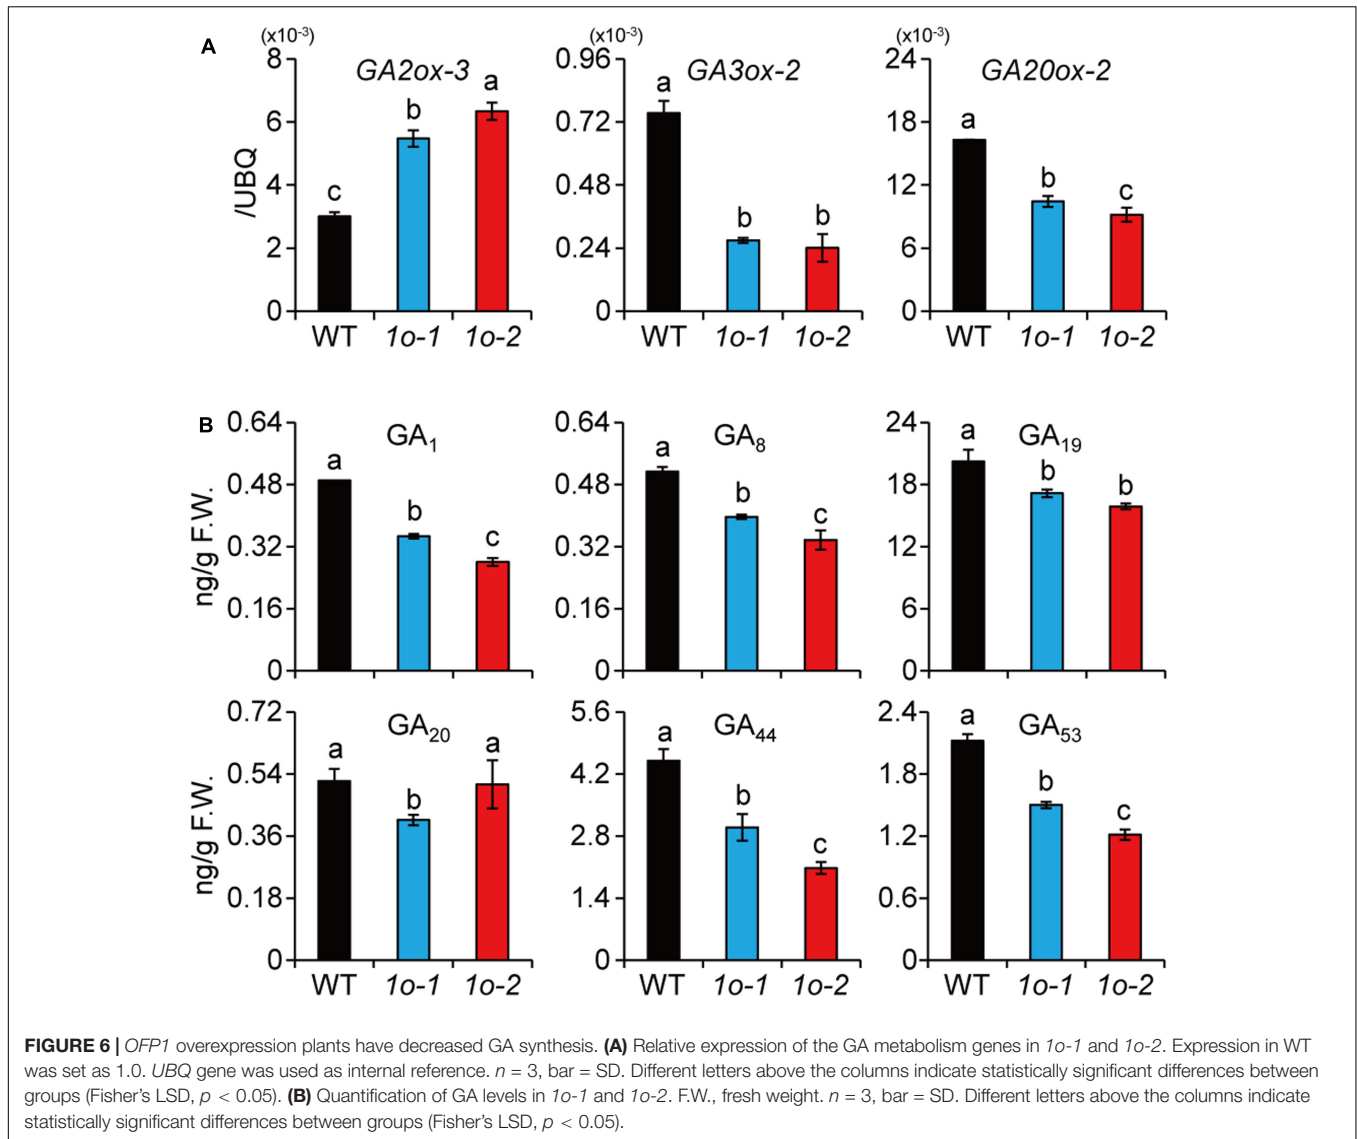 A
(x10-3)
(x10-3)
(x10-3)
8
GA2ox-3
0.96
GA3ox-2
24
GA20ox-2
a
b
a
a
6
0.72
18
/UBQ
c
b
c
4
0.48
12
b
b
2
0.24
6
0
0
0
WT 1o-1 1o-2
WT 1o-1 1o-2
WT 1o-1 1o-2
B
0.64
GA1
0.64
GA8
24
GA19
a
a
a
b
b
0.48
0.48
18
b
b
c
c
ng/g F.W.
0.32
0.32
12
0.16
0.16
6
0
0
0
0.72
GA20
5.6
GA44
2.4
GA53
a
a
a
a
0.54
4.2
1.8
b
b
b
c
c
ng/g F.W.
0.36
2.8
1.2
0.18
1.4
0.6
0
0
0
WT 1o-1 1o-2
WT 1o-1 1o-2
WT 1o-1 1o-2
FIGURE 6 | OFP1 overexpression plants have decreased GA synthesis. (A) Relative expression of the GA metabolism genes in 1o-1 and 1o-2. Expression in WT
was set as 1.0. UBQ gene was used as internal reference. n = 3, bar = SD. Different letters above the columns indicate statistically significant differences between
groups (Fisher's LSD, p < 0.05). (B) Quantification of GA levels in 1o-1 and 1o-2. F.W., fresh weight. n = 3, bar = SD. Different letters above the columns indicate
statistically significant differences between groups (Fisher's LSD, p < 0.05).